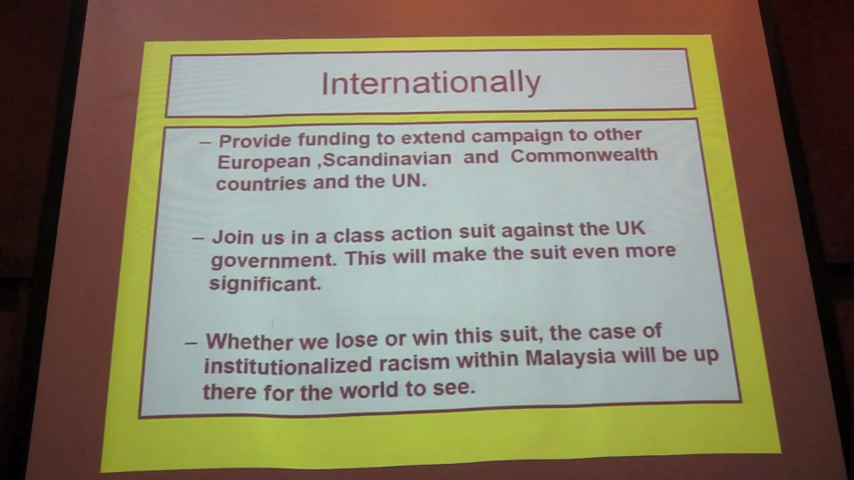 Internationally
– Provide funding to extend campaign to other
European ,Scandinavian and Commonwealth
countries and the UN.
– Join us in a class action suit against the UK
government. This will make the suit even more
significant.
– Whether we lose or win this suit, the case of
institutionalized racism within Malaysia will be up
there for the world to see.